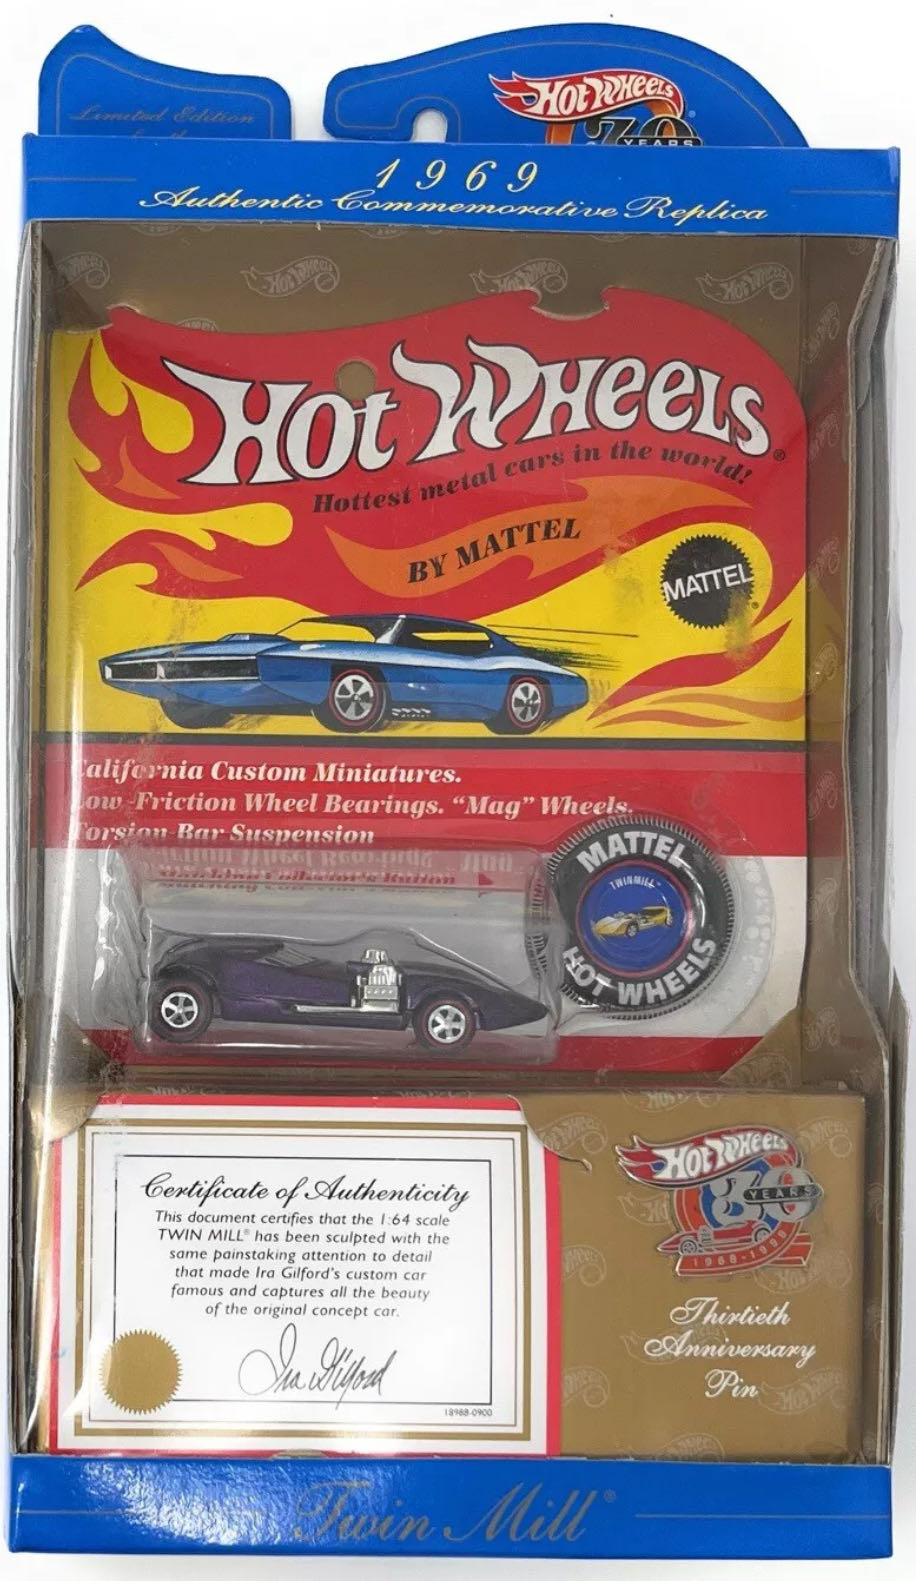 Limited Edition
Hot Wheels®
30
YEARS
1969
Authentic Commemorative Replica
Hot Wheels®
Hottest metal cars in the world!
BY MATTEL
MATTEL®
California Custom Miniatures.
Low-Friction Wheel Bearings. “Mag” Wheels.
Torsion-Bar Suspension
MATTEL
TWINMILL™
HOT WHEELS
Certificate of Authenticity
This document certifies that the 1:64 scale
TWIN MILL® has been sculpted with the
same painstaking attention to detail
that made Ira Gilford's custom car
famous and captures all the beauty
of the original concept car.
Ira Gilford
18988-0900
Hot Wheels
30
YEARS
1968-1998
Thirtieth
Anniversary
Pin
Twin Mill®